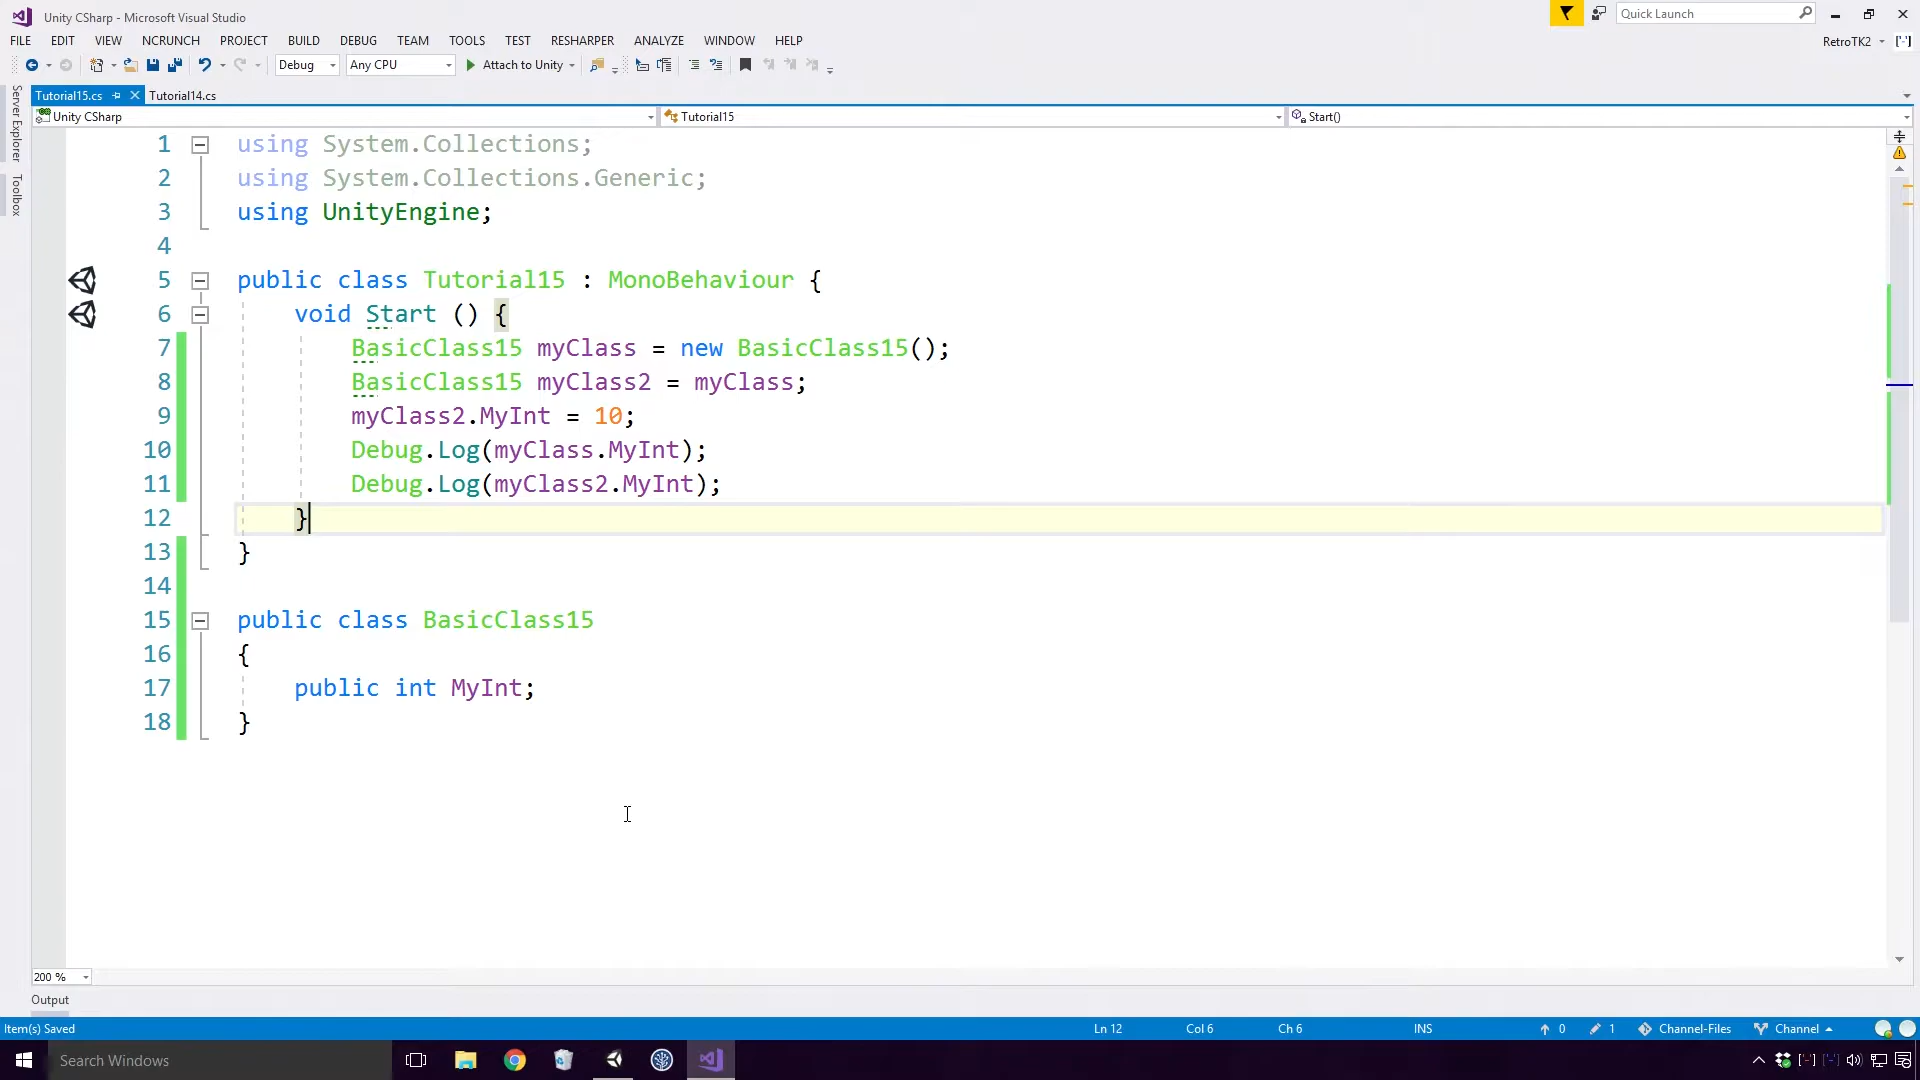 Unity CSharp - Microsoft Visual Studio
Quick Launch
FILE EDIT VIEW NCRUNCH PROJECT BUILD DEBUG TEAM TOOLS TEST RESHARPER ANALYZE WINDOW HELP
RetroTK2
Debug Any CPU Attach to Unity
Server Explorer
Toolbox
Tutorial15.cs Tutorial14.cs
Unity CSharp Tutorial15 Start()
1 using System.Collections;
2 using System.Collections.Generic;
3 using UnityEngine;
4
5 public class Tutorial15 : MonoBehaviour {
6 void Start () {
7 BasicClass15 myClass = new BasicClass15();
8 BasicClass15 myClass2 = myClass;
9 myClass2.MyInt = 10;
10 Debug.Log(myClass.MyInt);
11 Debug.Log(myClass2.MyInt);
12 }
13 }
14
15 public class BasicClass15
16 {
17 public int MyInt;
18 }
200 %
Output
Item(s) Saved Ln 12 Col 6 Ch 6 INS 0 1 Channel-Files Channel
Search Windows